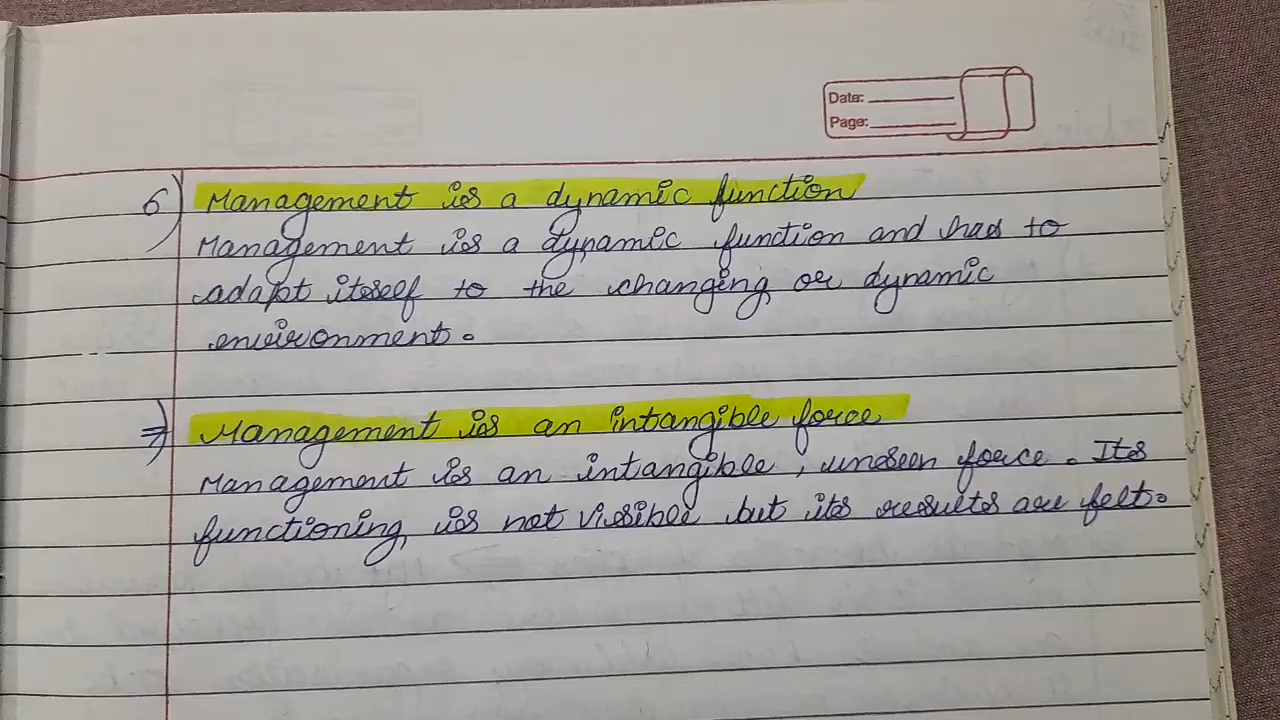 Date:
Page:
6) Management is a dynamic function
Management is a dynamic function and has to
adapt itself to the changing or dynamic
environment.
7) Management is an intangible force
Management is an intangible, unseen force. Its
functioning is not visible but its results are felt.